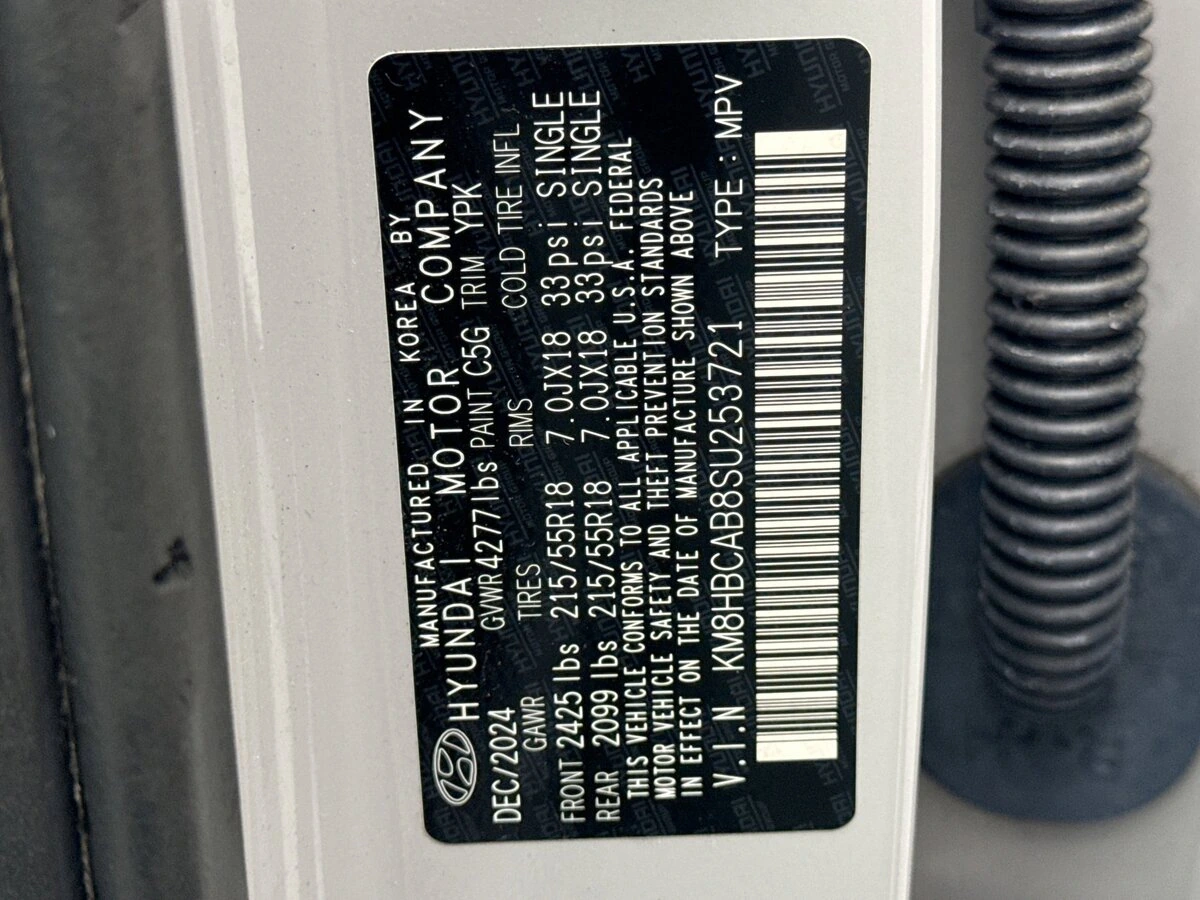 MANUFACTURED IN KOREA BY
HYUNDAI MOTOR COMPANY
DEC/2024 GVWR 4277lbs PAINT C5G TRIM YPK
GAWR TIRES RIMS COLD TIRE INFL
FRONT 2425 lbs 215/55R18 7.0JX18 33psi SINGLE
REAR 2099 lbs 215/55R18 7.0JX18 33psi SINGLE
THIS VEHICLE CONFORMS TO ALL APPLICABLE U.S.A. FEDERAL
MOTOR VEHICLE SAFETY AND THEFT PREVENTION STANDARDS
IN EFFECT ON THE DATE OF MANUFACTURE SHOWN ABOVE
V.I.N KM8HBCAB8SU253721 TYPE : MPV